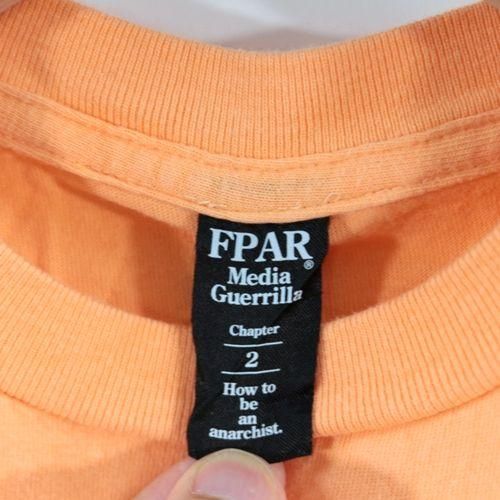 FPAR®
Media
Guerrilla
Chapter
2
How to
be
an
anarchist.